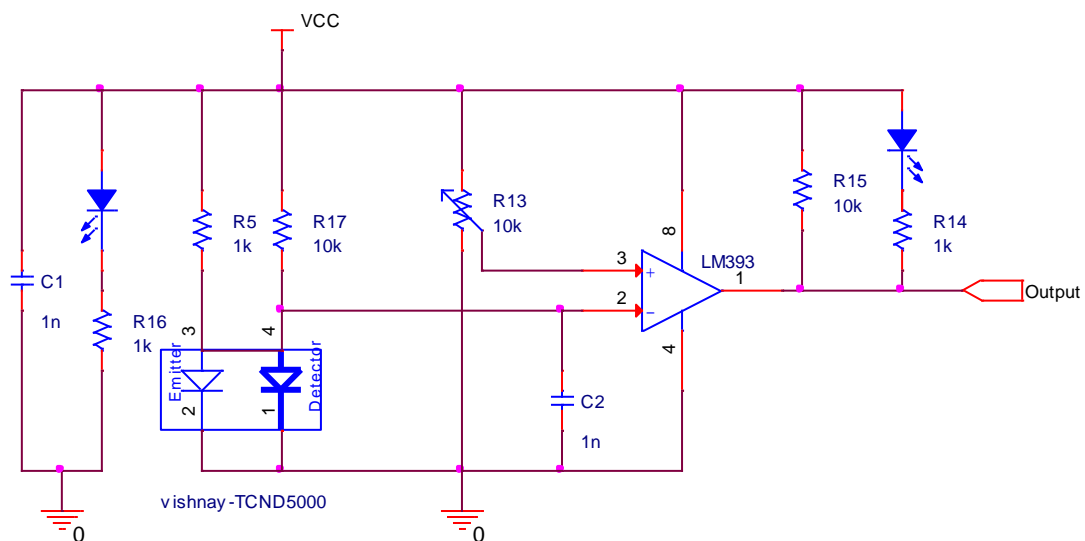 VCC
C1
1n
R16
1k
R5
1k
R17
10k
R13
10k
3
2
+
−
8
4
LM393
1
R15
10k
R14
1k
Output
3
4
Emitter
Detector
2
1
C2
1n
vishnay-TCND5000
0
0